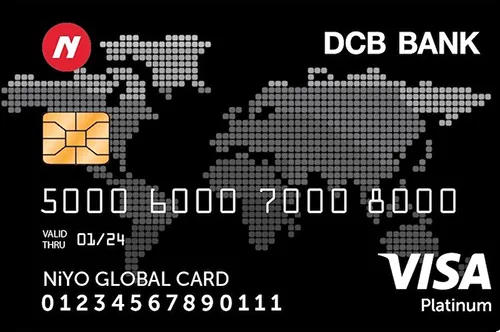 N
DCB BANK
5000 6000 7000 8000
VALID
THRU 01/24
NiYO GLOBAL CARD
01234567890111
VISA
Platinum